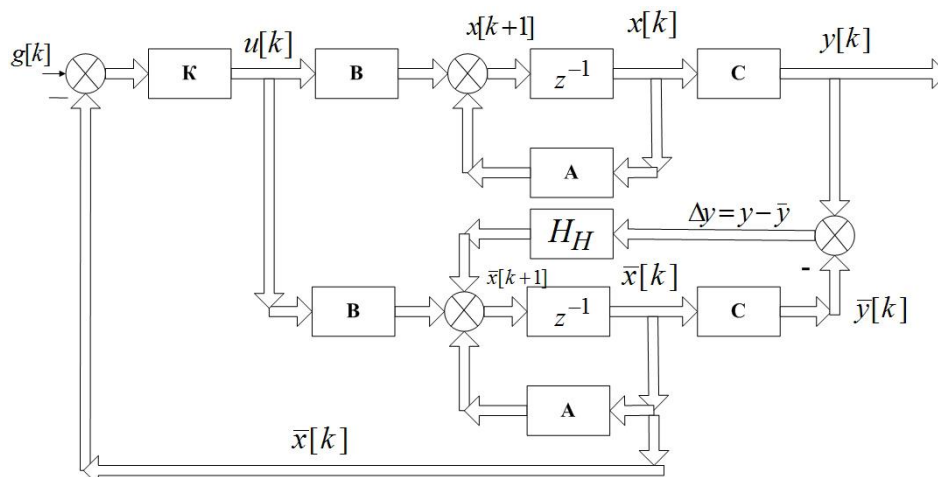 g[k]
K
u[k]
B
x[k+1]
z⁻¹
x[k]
C
y[k]
A
H_H
Δy = y − y̅
x̅[k+1]
x̅[k]
B
z⁻¹
C
y̅[k]
A
x̅[k]